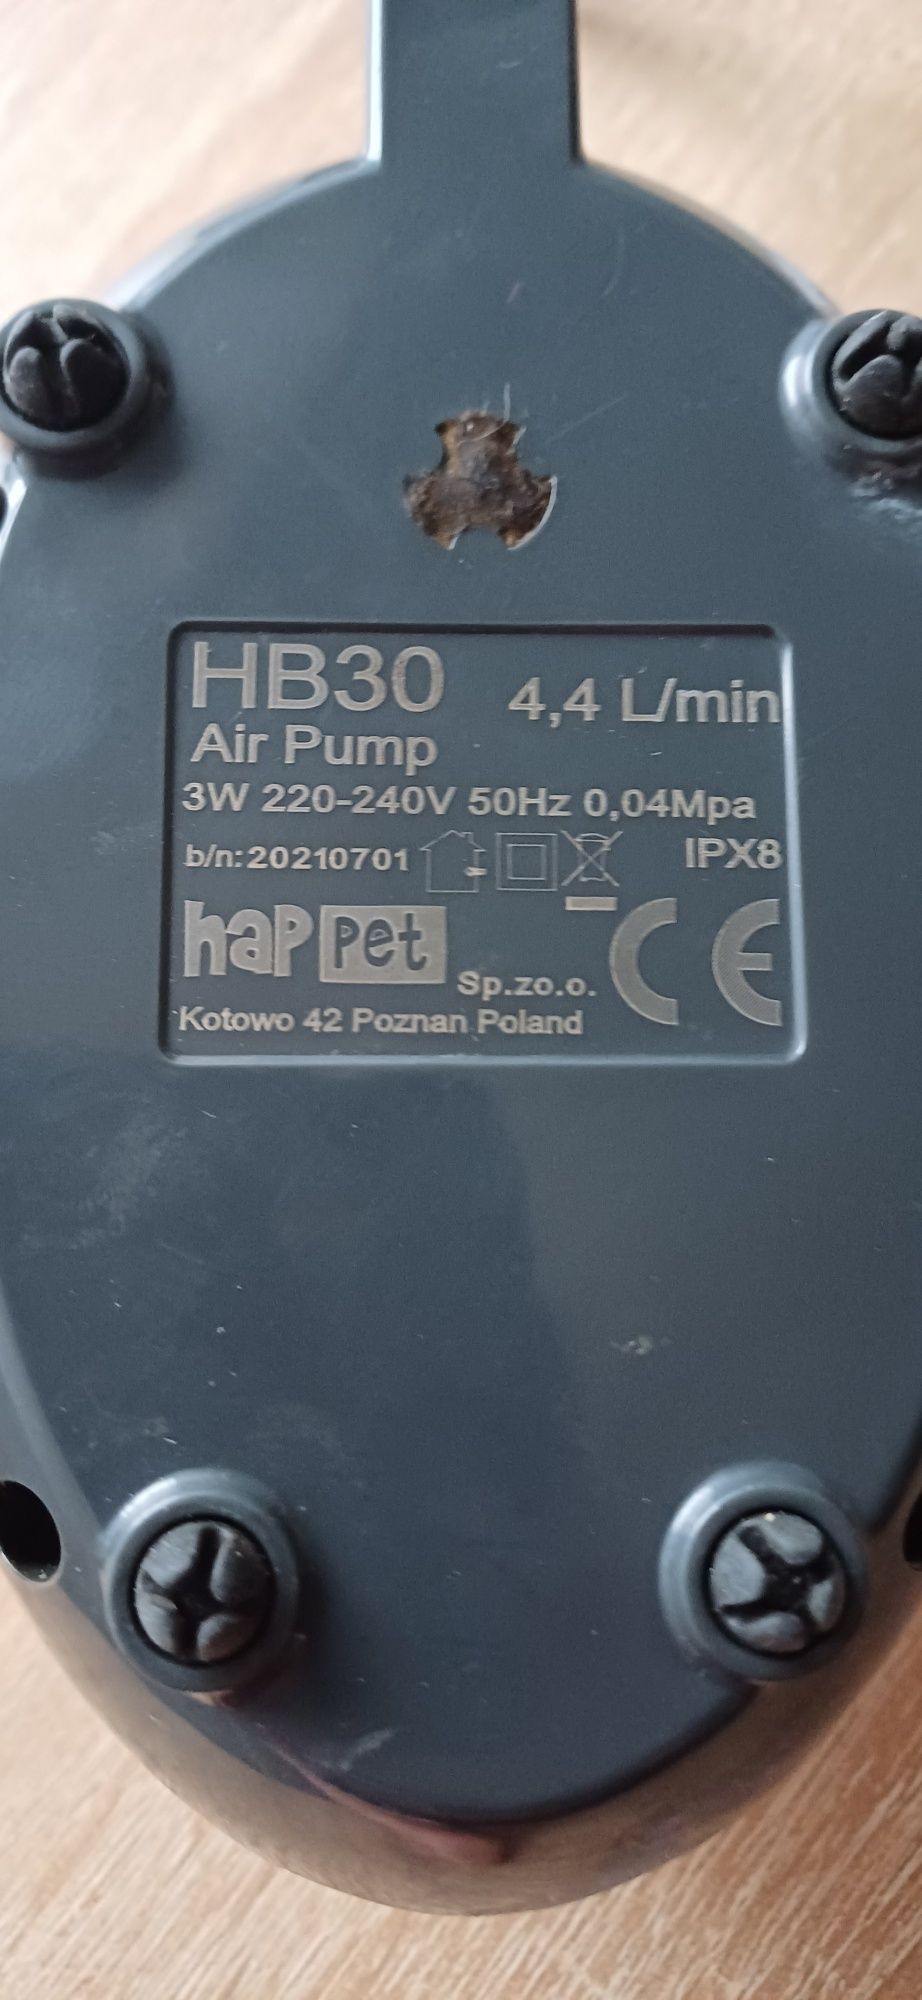 HB30 4,4 L/min
Air Pump
3W 220-240V 50Hz 0,04Mpa
b/n:20210701 IPX8
hap pet Sp.zo.o. CE
Kotowo 42 Poznan Poland